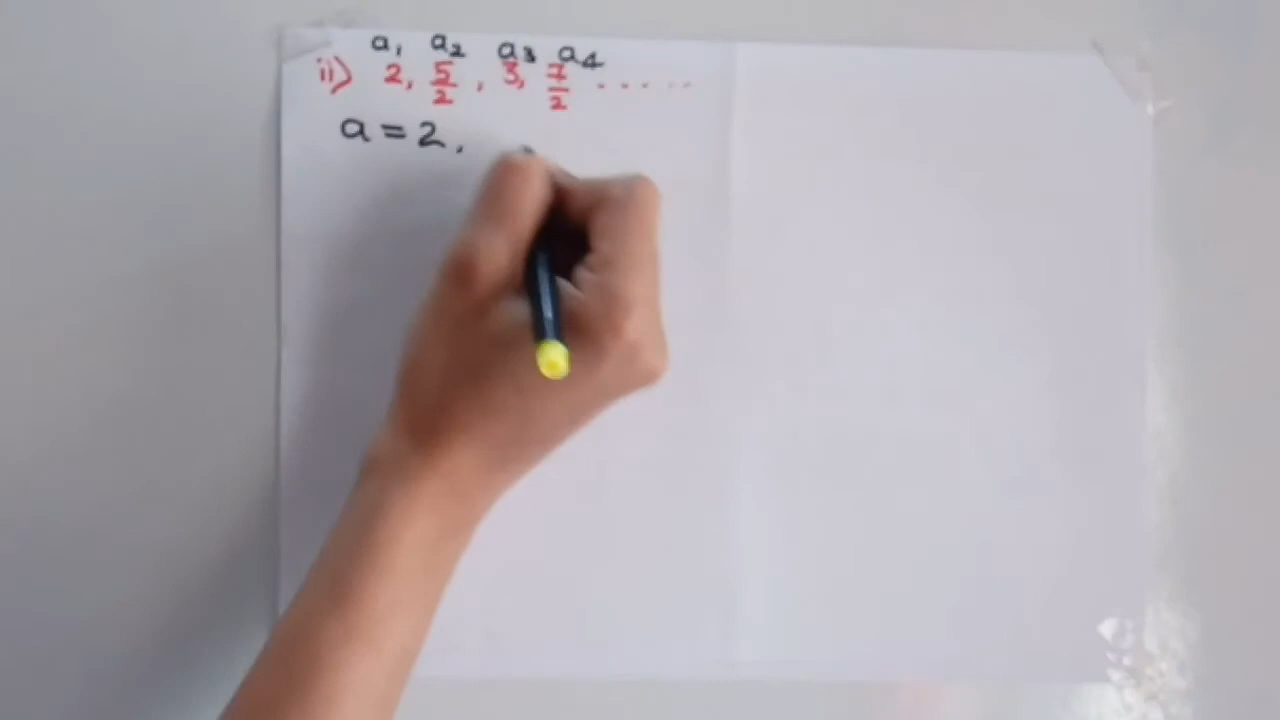 a₁ a₂ a₃ a₄
ii) 2, 5/2, 3, 7/2 . . . . . .
a = 2,